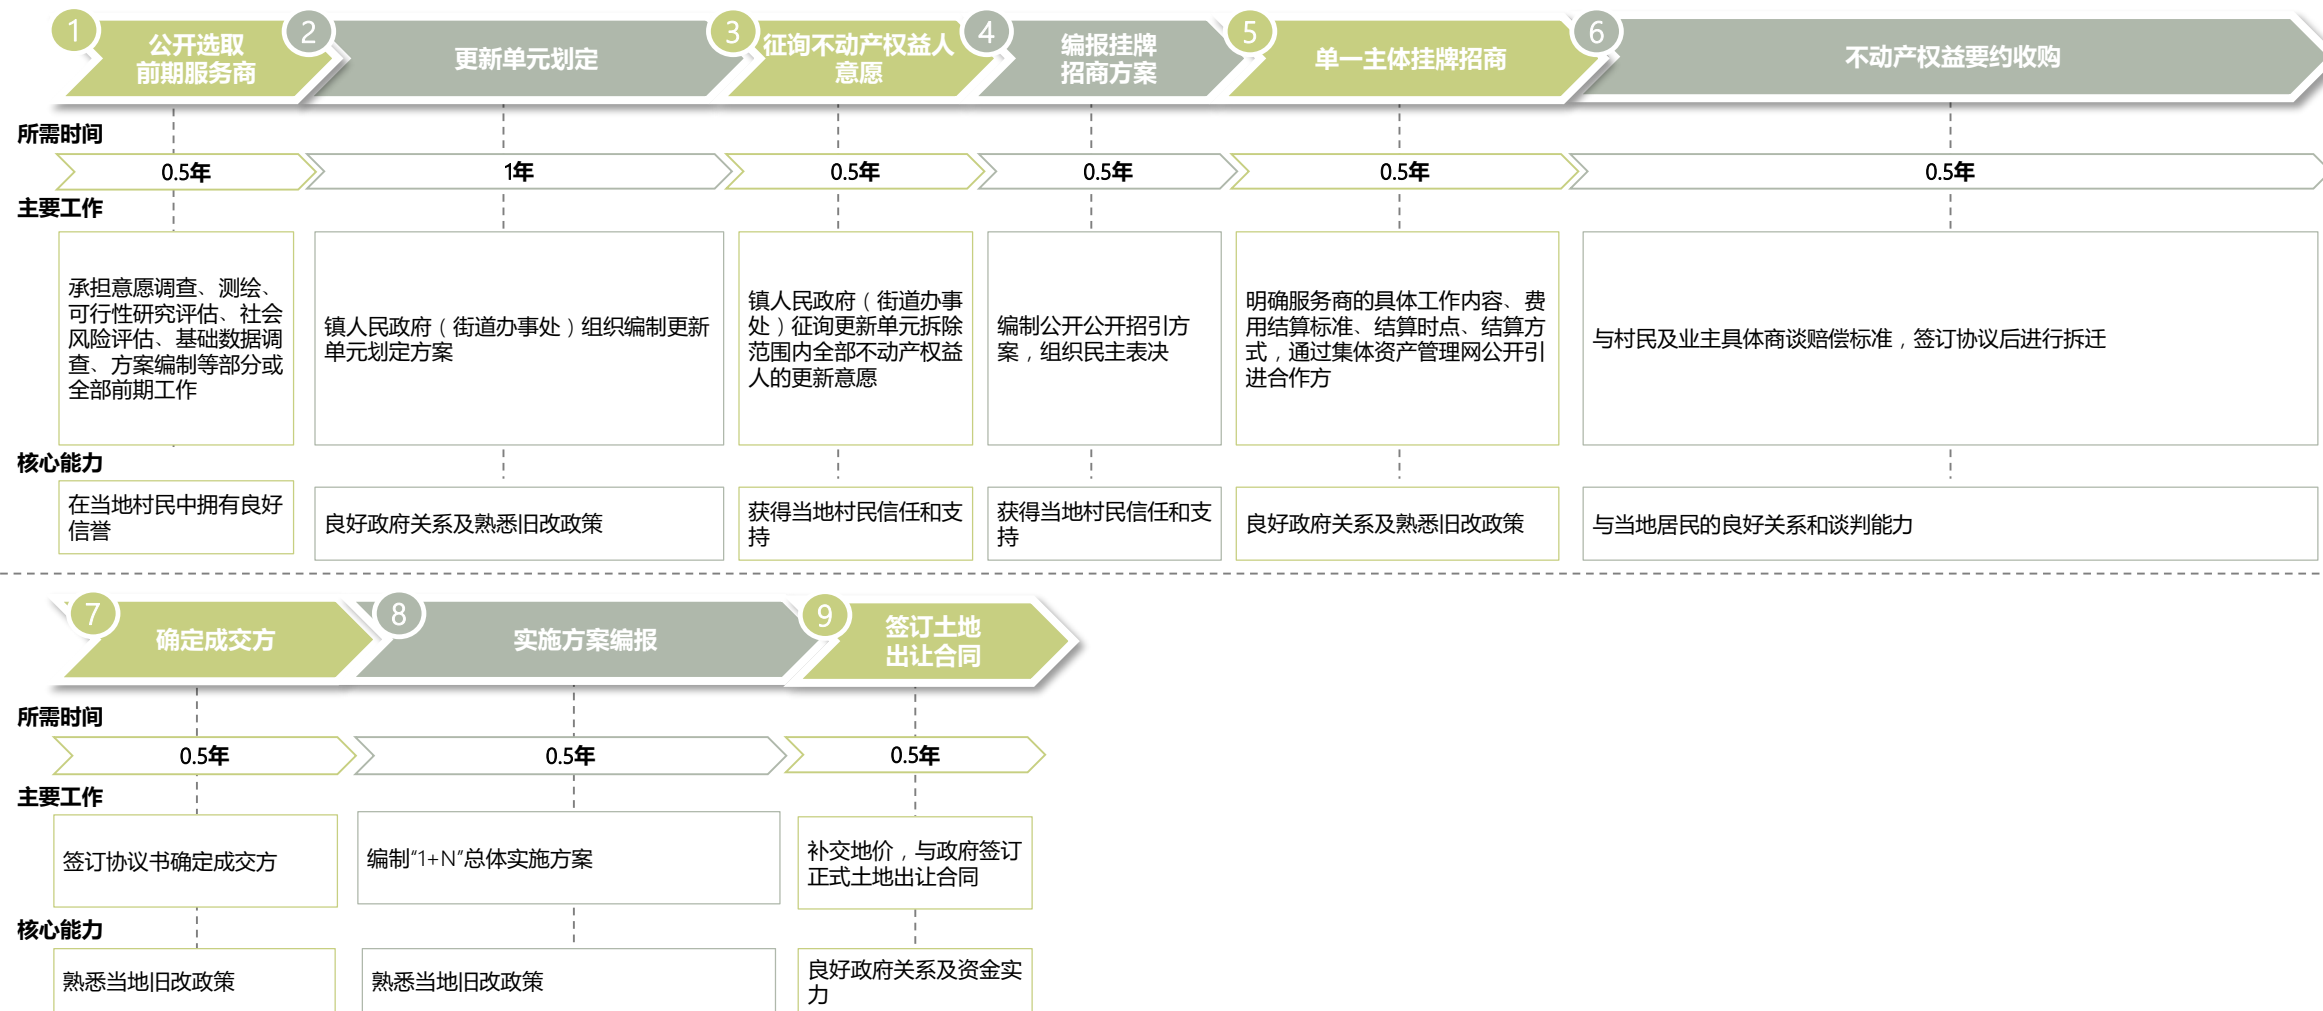 1
公开选取
前期服务商
2
更新单元划定
3
征询不动产权益人
意愿
4
编报挂牌
招商方案
5
单一主体挂牌招商
6
不动产权益要约收购
所需时间
0.5年
1年
0.5年
0.5年
0.5年
0.5年
主要工作
承担意愿调查、测绘、
可行性研究评估、社会
风险评估、基础数据调
查、方案编制等部分或
全部前期工作
镇人民政府（街道办事处）组织编制更新
单元划定方案
镇人民政府（街道办事
处）征询更新单元拆除
范围内全部不动产权益
人的更新意愿
编制公开公开招引方
案，组织民主表决
明确服务商的具体工作内容、费
用结算标准、结算时点、结算方
式，通过集体资产管理网公开引
进合作方
与村民及业主具体商谈赔偿标准，签订协议后进行拆迁
核心能力
在当地村民中拥有良好
信誉
良好政府关系及熟悉旧改政策
获得当地村民信任和支
持
获得当地村民信任和支
持
良好政府关系及熟悉旧改政策
与当地居民的良好关系和谈判能力
7
确定成交方
8
实施方案编报
9
签订土地
出让合同
所需时间
0.5年
0.5年
0.5年
主要工作
签订协议书确定成交方
编制“1+N”总体实施方案
补交地价，与政府签订
正式土地出让合同
核心能力
熟悉当地旧改政策
熟悉当地旧改政策
良好政府关系及资金实
力